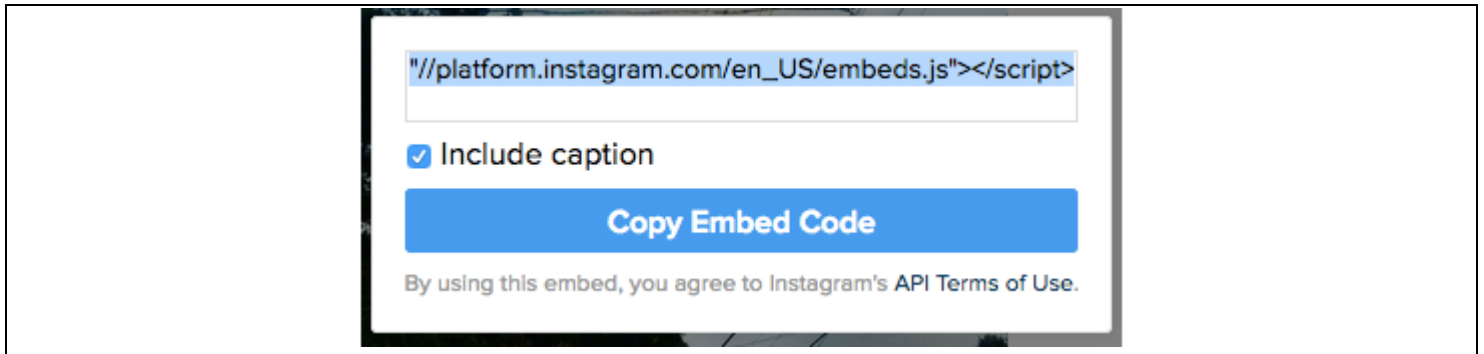 "//platform.instagram.com/en_US/embeds.js"></script>
Include caption
Copy Embed Code
By using this embed, you agree to Instagram's API Terms of Use.